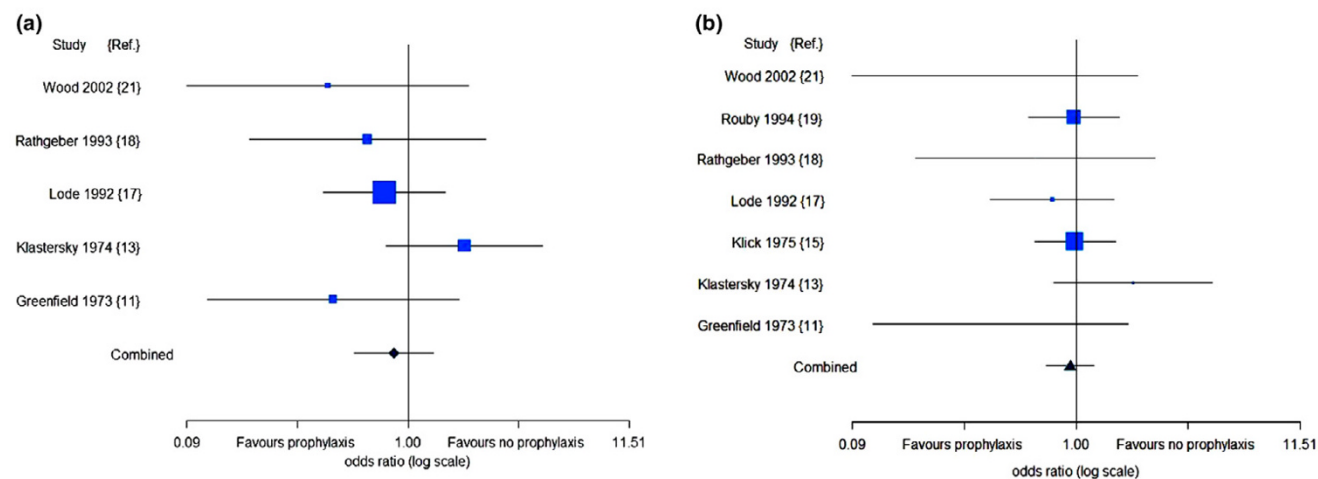 (a)
Study {Ref.}
Wood 2002 {21}
Rathgeber 1993 {18}
Lode 1992 {17}
Klastersky 1974 {13}
Greenfield 1973 {11}
Combined
0.09 Favours prophylaxis 1.00 Favours no prophylaxis 11.51
odds ratio (log scale)
(b)
Study {Ref.}
Wood 2002 {21}
Rouby 1994 {19}
Rathgeber 1993 {18}
Lode 1992 {17}
Klick 1975 {15}
Klastersky 1974 {13}
Greenfield 1973 {11}
Combined
0.09 Favours prophylaxis 1.00 Favours no prophylaxis 11.51
odds ratio (log scale)